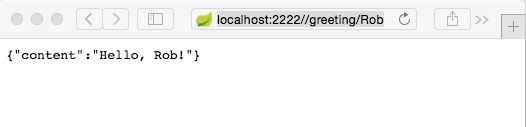 localhost:2222//greeting/Rob
{"content":"Hello, Rob!"}